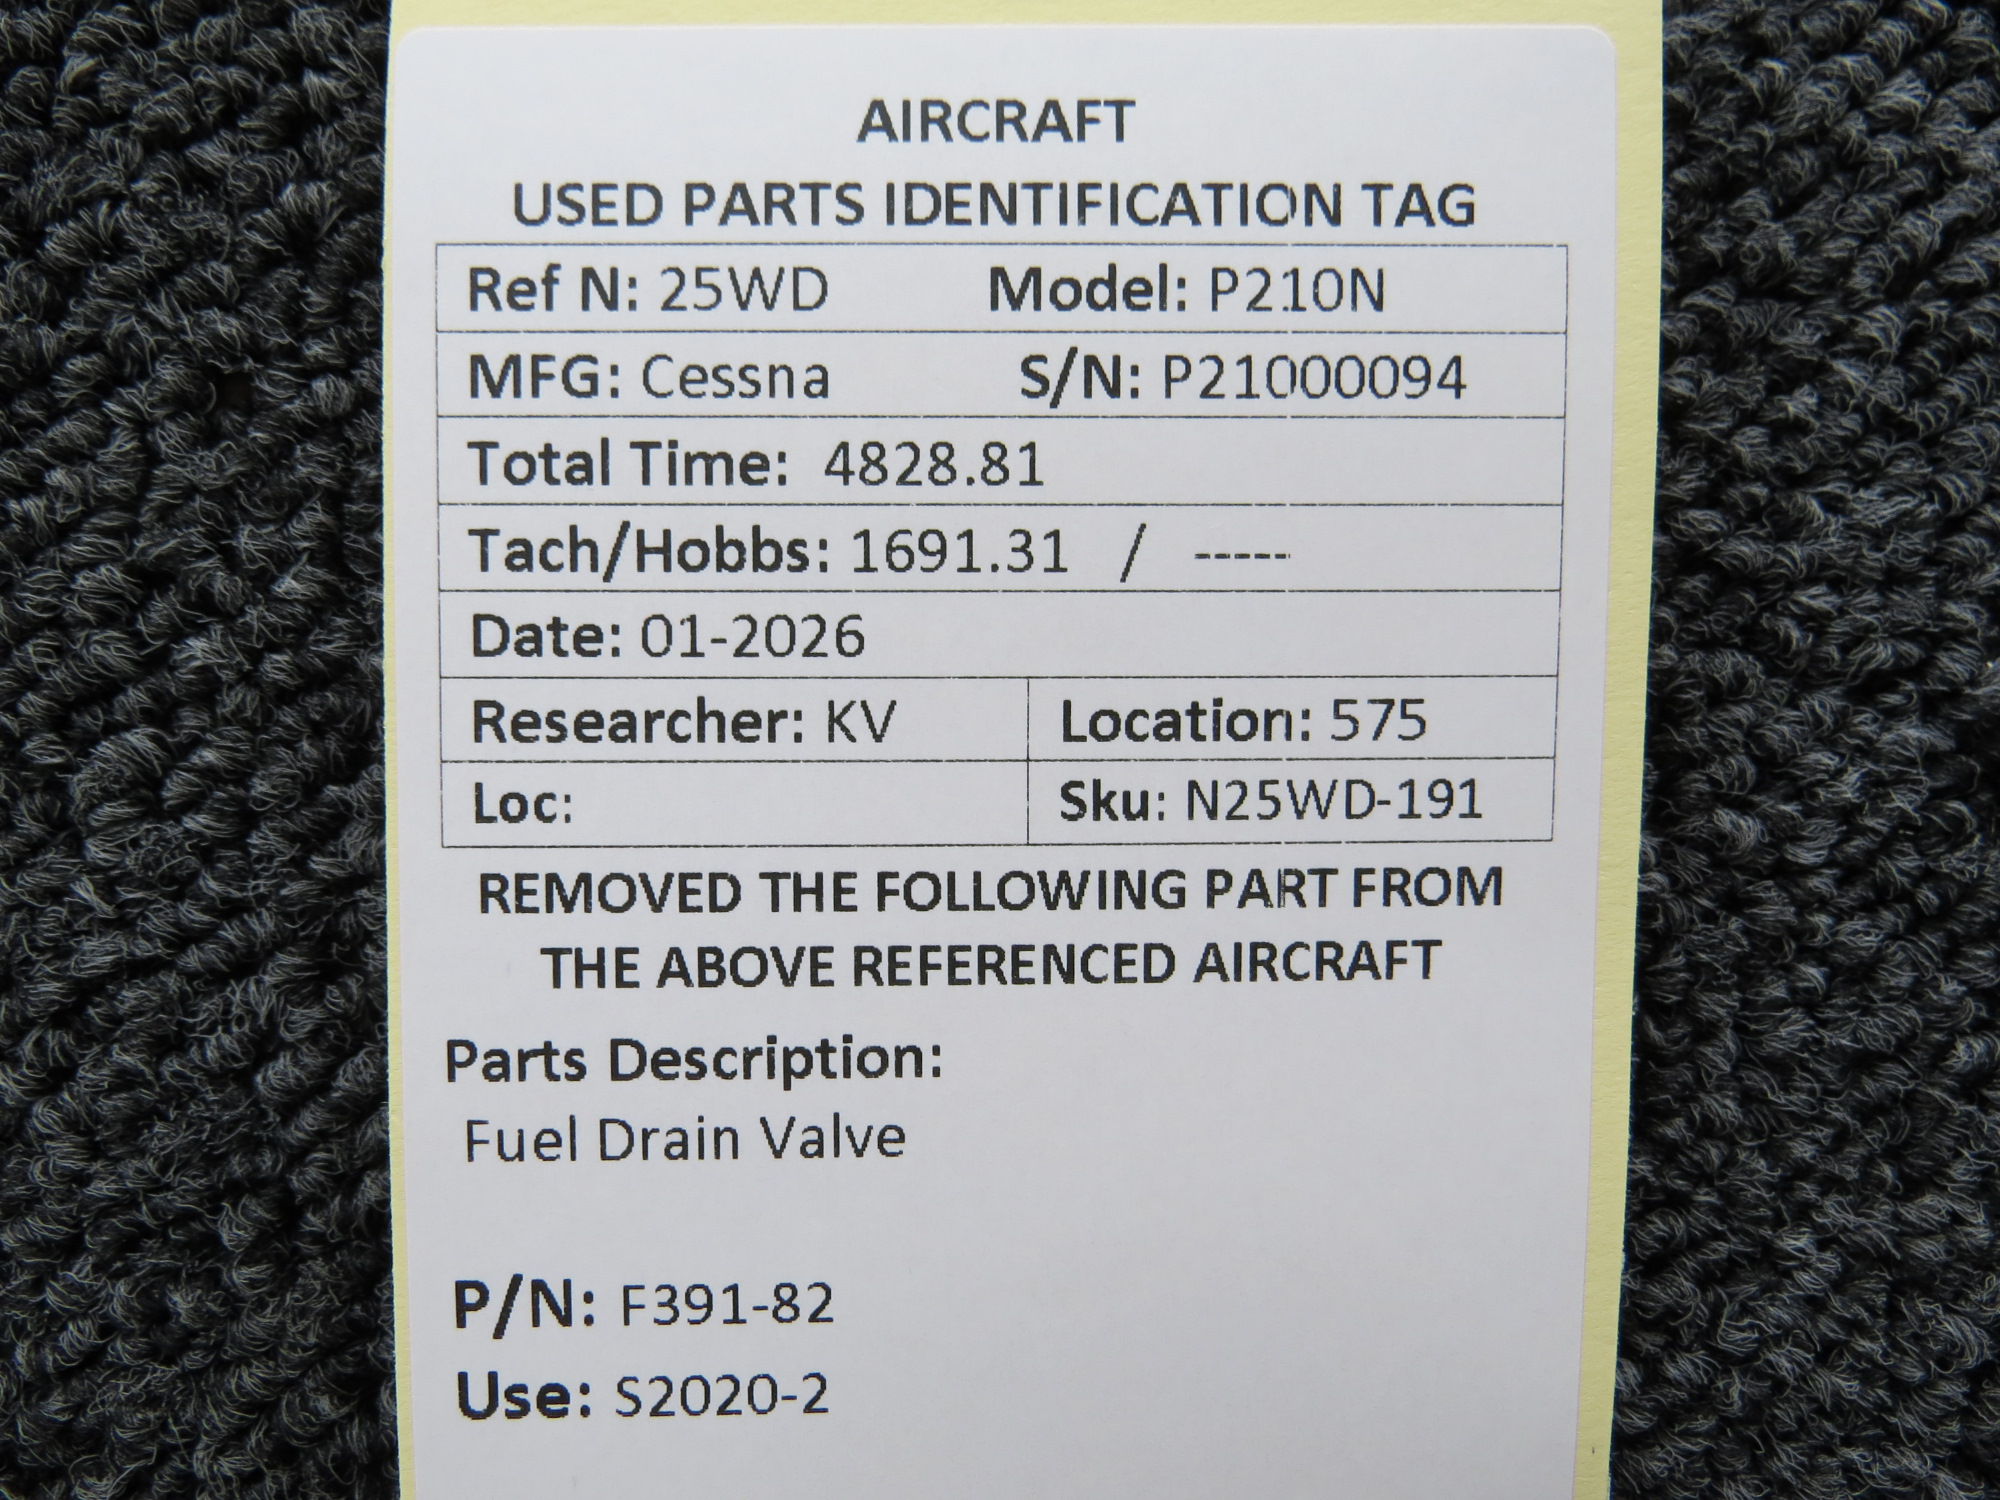 AIRCRAFT
USED PARTS IDENTIFICATION TAG
Ref N: 25WD Model: P210N
MFG: Cessna S/N: P21000094
Total Time: 4828.81
Tach/Hobbs: 1691.31 / -----
Date: 01-2026
Researcher: KV Location: 575
Loc: Sku: N25WD-191
REMOVED THE FOLLOWING PART FROM
THE ABOVE REFERENCED AIRCRAFT
Parts Description:
Fuel Drain Valve
P/N: F391-82
Use: S2020-2